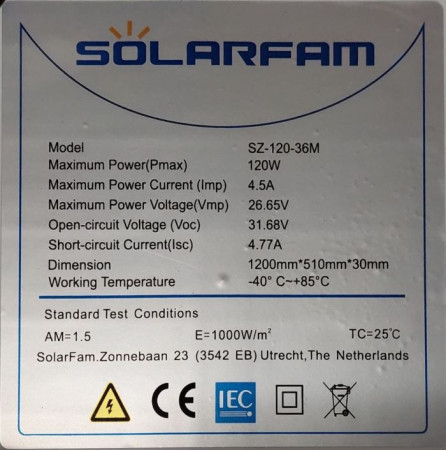 SOLARFAM
Model SZ-120-36M
Maximum Power(Pmax) 120W
Maximum Power Current (Imp) 4.5A
Maximum Power Voltage(Vmp) 26.65V
Open-circuit Voltage (Voc) 31.68V
Short-circuit Current(Isc) 4.77A
Dimension 1200mm*510mm*30mm
Working Temperature -40° C~+85°C
Standard Test Conditions
AM=1.5 E=1000W/m² TC=25℃
SolarFam.Zonnebaan 23 (3542 EB) Utrecht,The Netherlands
CE IEC